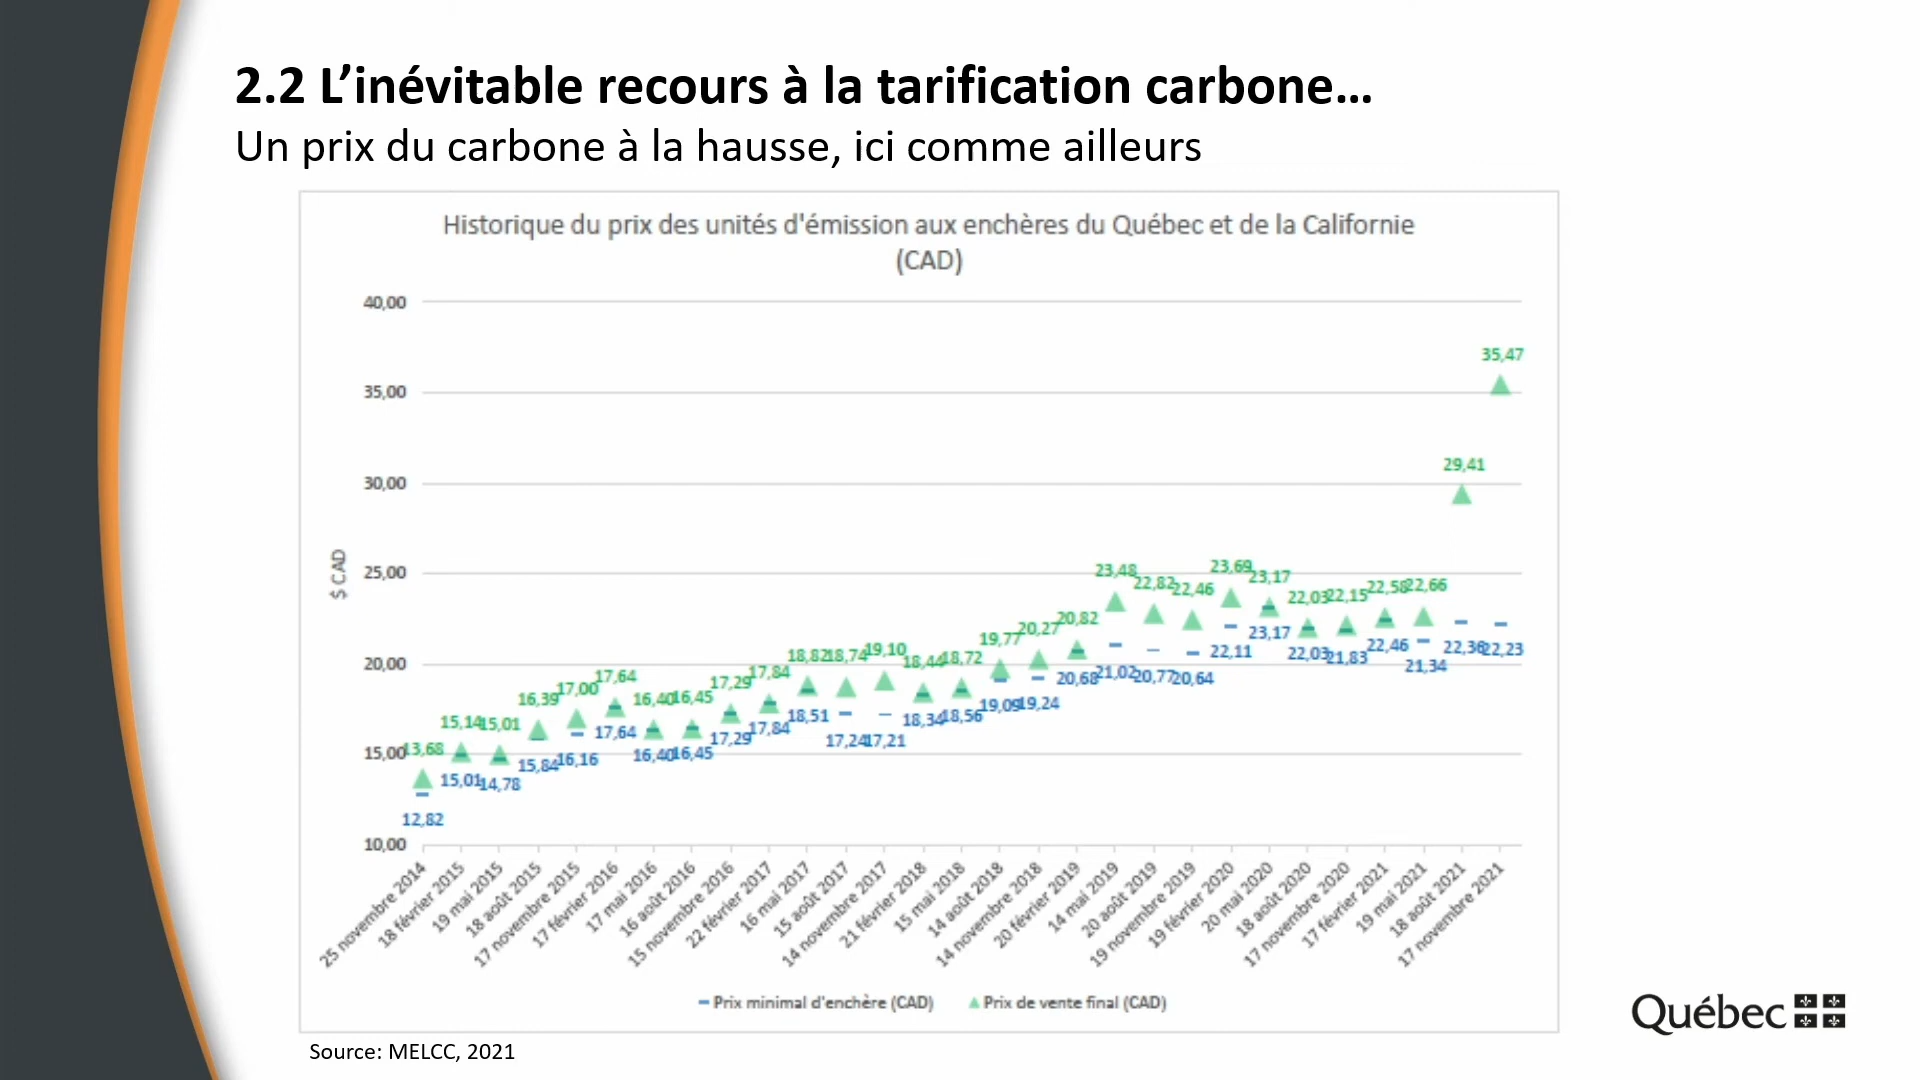 2.2 L’inévitable recours à la tarification carbone…
Un prix du carbone à la hausse, ici comme ailleurs
Historique du prix des unités d'émission aux enchères du Québec et de la Californie
(CAD)
$ CAD
40,00
35,00
30,00
25,00
20,00
15,00
10,00
13,68
15,14
15,01
16,39
17,00
17,64
16,40
16,45
17,29
17,84
18,82
18,74
19,10
18,44
18,72
19,77
20,27
20,82
23,48
22,82
22,46
23,69
23,17
22,03
22,15
22,58
22,66
29,41
35,47
12,82
15,01
14,78
15,84
16,16
17,64
16,40
16,45
17,29
17,84
18,51
17,24
17,21
18,34
18,56
19,09
19,24
20,68
21,02
20,77
20,64
22,11
23,17
22,03
21,83
22,46
21,34
22,36
22,23
25 novembre 2014
18 février 2015
19 mai 2015
18 août 2015
17 novembre 2015
17 février 2016
17 mai 2016
16 août 2016
15 novembre 2016
22 février 2017
16 mai 2017
15 août 2017
14 novembre 2017
21 février 2018
15 mai 2018
14 août 2018
14 novembre 2018
20 février 2019
14 mai 2019
20 août 2019
19 novembre 2019
19 février 2020
20 mai 2020
18 août 2020
17 novembre 2020
17 février 2021
19 mai 2021
18 août 2021
17 novembre 2021
Prix minimal d'enchère (CAD)
Prix de vente final (CAD)
Québec
Source: MELCC, 2021